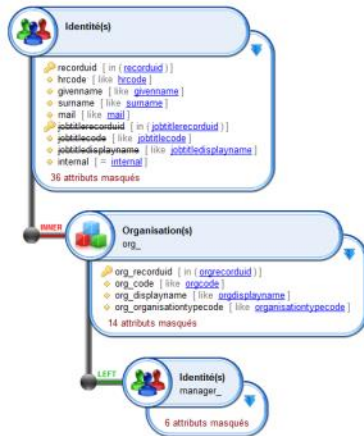 Identité(s)
recorduid [ in ( recorduid ) ]
hrcode [ like hrcode ]
givenname [ like givenname ]
surname [ like surname ]
mail [ like mail ]
jobtitlerecorduid [ in ( jobtitlerecorduid ) ]
jobtitlecode [ like jobtitlecode ]
jobtitledisplayname [ like jobtitledisplayname ]
internal [ = internal ]
36 attributs masqués
INNER
Organisation(s)
org_
org_recorduid [ in ( orgrecorduid ) ]
org_code [ like orgcode ]
org_displayname [ like orgdisplayname ]
org_organisationtypecode [ like organisationtypecode ]
14 attributs masqués
LEFT
Identité(s)
manager_
6 attributs masqués